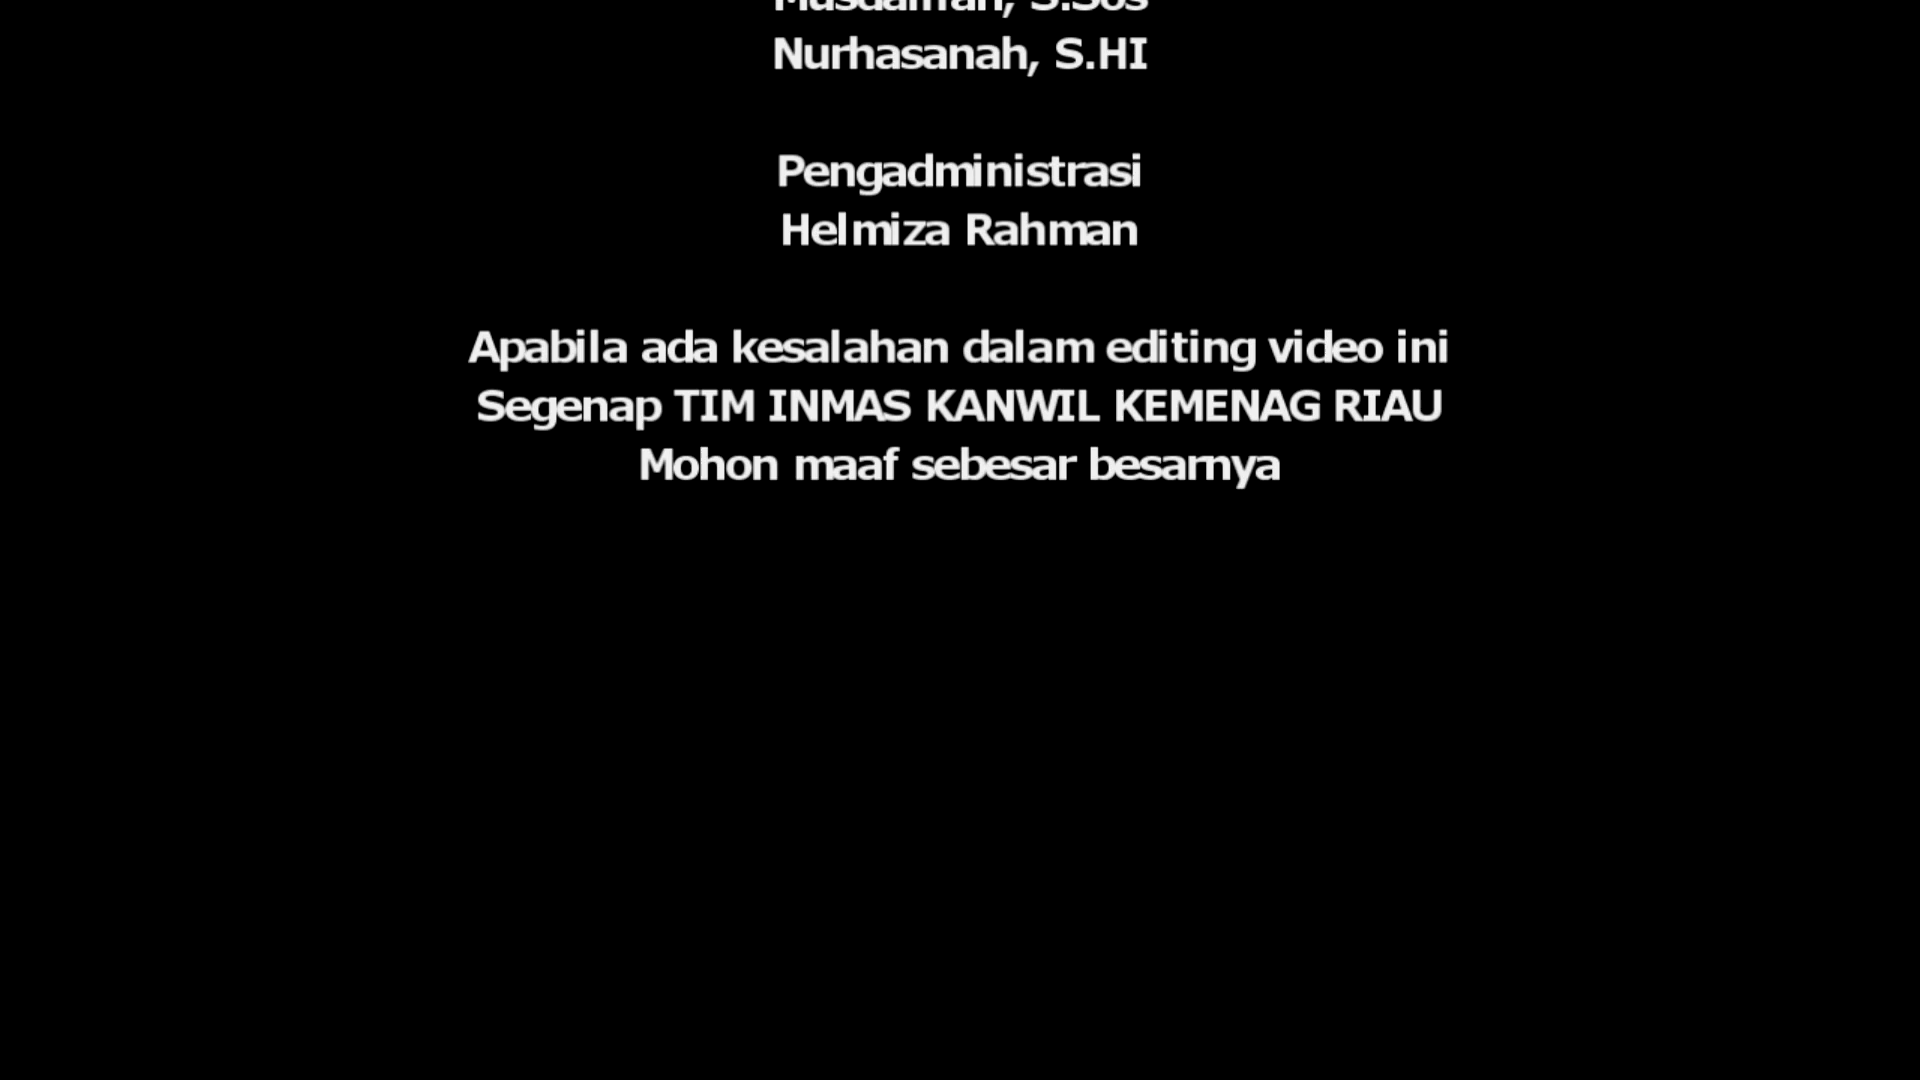 S.Sos
Nurhasanah, S.HI
Pengadministrasi
Helmiza Rahman
Apabila ada kesalahan dalam editing video ini
Segenap TIM INMAS KANWIL KEMENAG RIAU
Mohon maaf sebesar besarnya